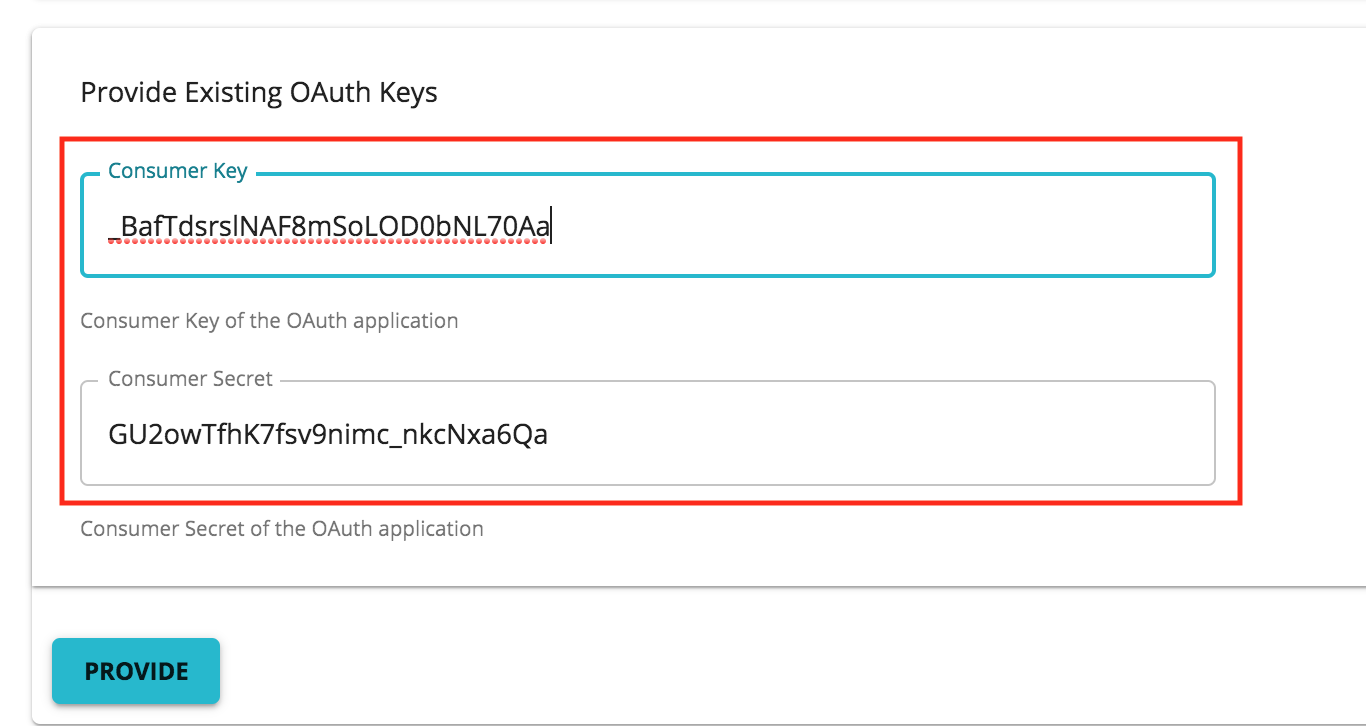 Provide Existing OAuth Keys
Consumer Key
_BafTdsrslNAF8mSoLOD0bNL70Aa
Consumer Key of the OAuth application
Consumer Secret
GU2owTfhK7fsv9nimc_nkcNxa6Qa
Consumer Secret of the OAuth application
PROVIDE